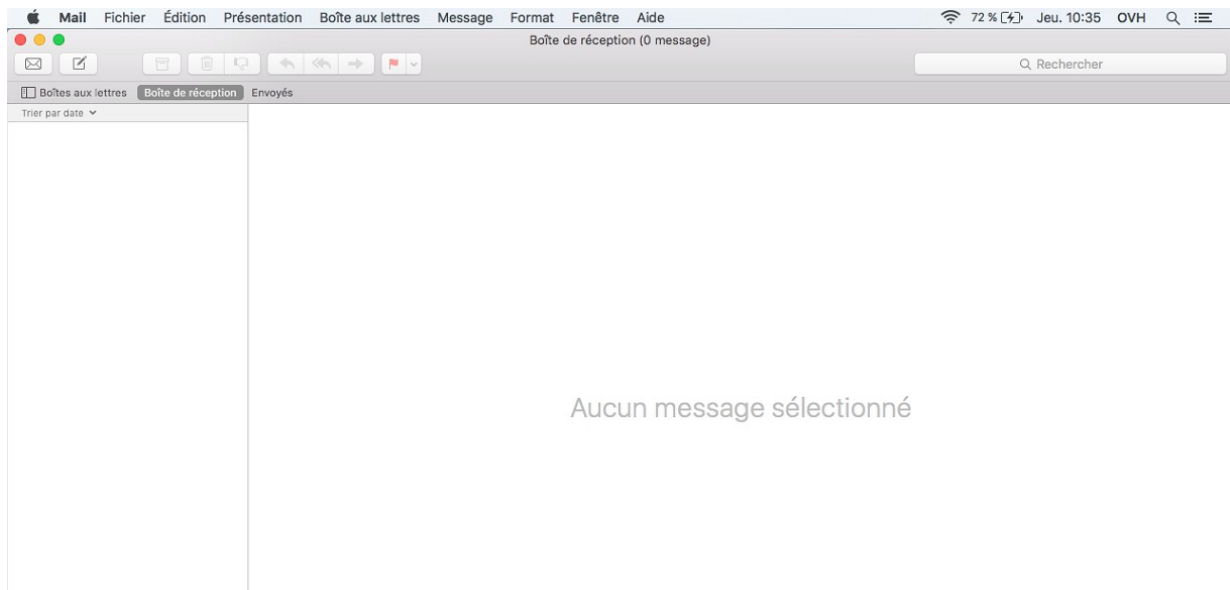 Mail Fichier Édition Présentation Boîte aux lettres Message Format Fenêtre Aide 72 % Jeu. 10:35 OVH
Boîte de réception (0 message)
Rechercher
Boîtes aux lettres Boîte de réception Envoyés
Trier par date
Aucun message sélectionné